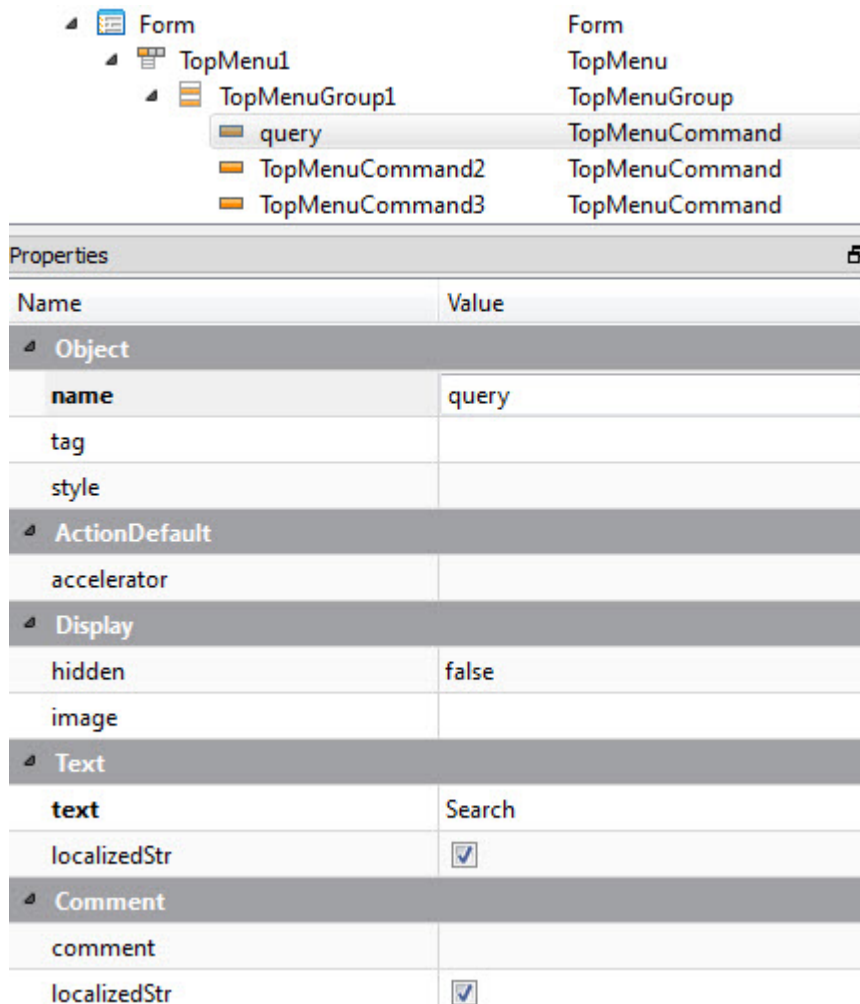 Form Form
TopMenu1 TopMenu
TopMenuGroup1 TopMenuGroup
query TopMenuCommand
TopMenuCommand2 TopMenuCommand
TopMenuCommand3 TopMenuCommand
Properties
Name Value
Object
name query
tag
style
ActionDefault
accelerator
Display
hidden false
image
Text
text Search
localizedStr
Comment
comment
localizedStr